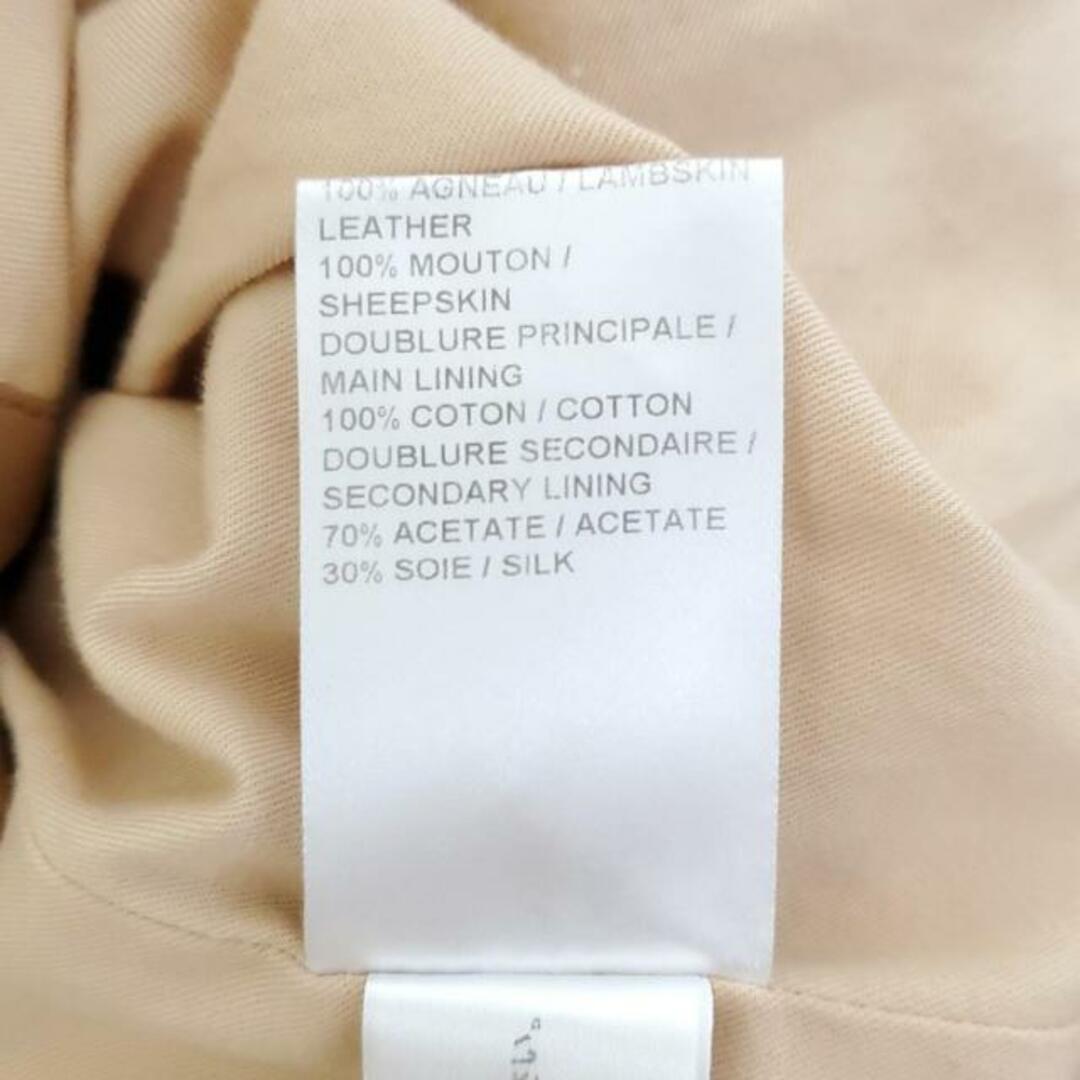 100% AGNEAU / LAMBSKIN
LEATHER
100% MOUTON /
SHEEPSKIN
DOUBLURE PRINCIPALE /
MAIN LINING
100% COTON / COTTON
DOUBLURE SECONDAIRE /
SECONDARY LINING
70% ACETATE / ACETATE
30% SOIE / SILK